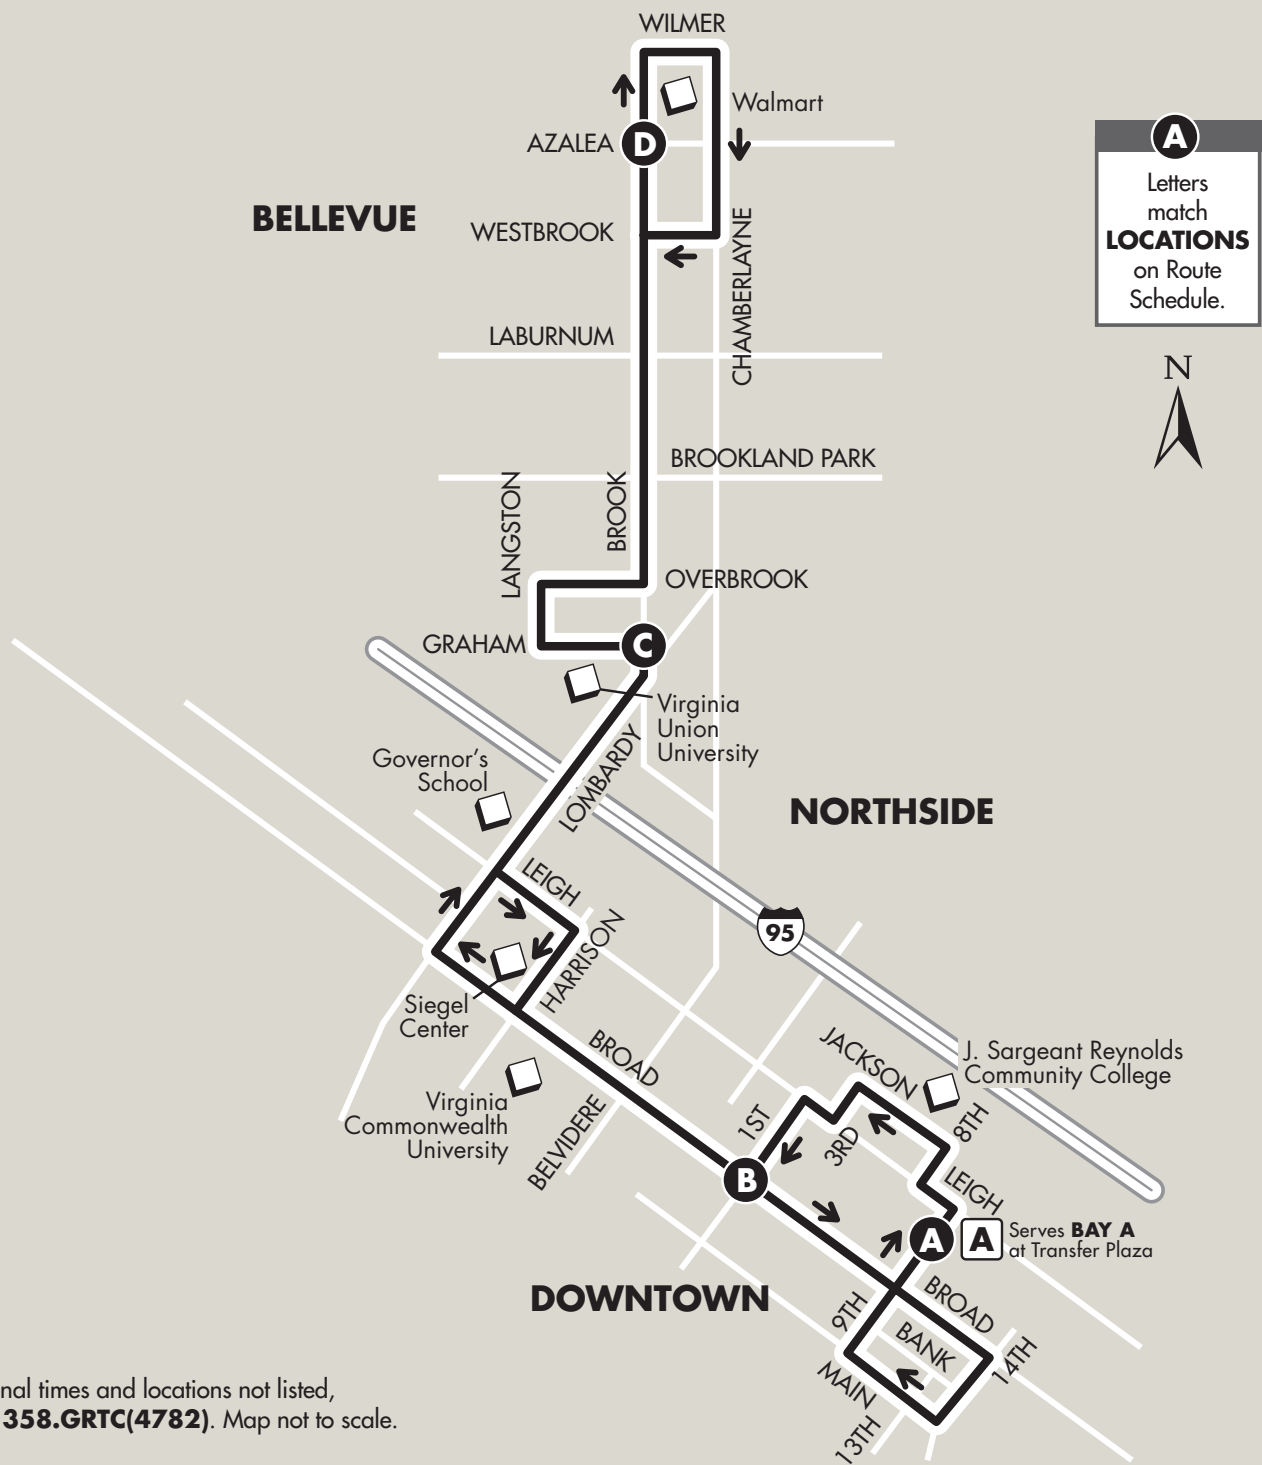 WILMER
Walmart
AZALEA
D
A
Letters
match
LOCATIONS
on Route
Schedule.
BELLEVUE
WESTBROOK
CHAMBERLAYNE
LABURNUM
N
BROOKLAND PARK
LANGSTON
BROOK
OVERBROOK
GRAHAM
C
Virginia
Union
University
Governor's
School
LOMBARDY
NORTHSIDE
LEIGH
HARRISON
95
Siegel
Center
BROAD
JACKSON
J. Sargeant Reynolds
Community College
Virginia
Commonwealth
University
BELVIDERE
1ST
3RD
8TH
B
LEIGH
A
A
Serves BAY A
at Transfer Plaza
DOWNTOWN
9TH
BROAD
BANK
14TH
MAIN
13TH
nal times and locations not listed,
358.GRTC(4782). Map not to scale.